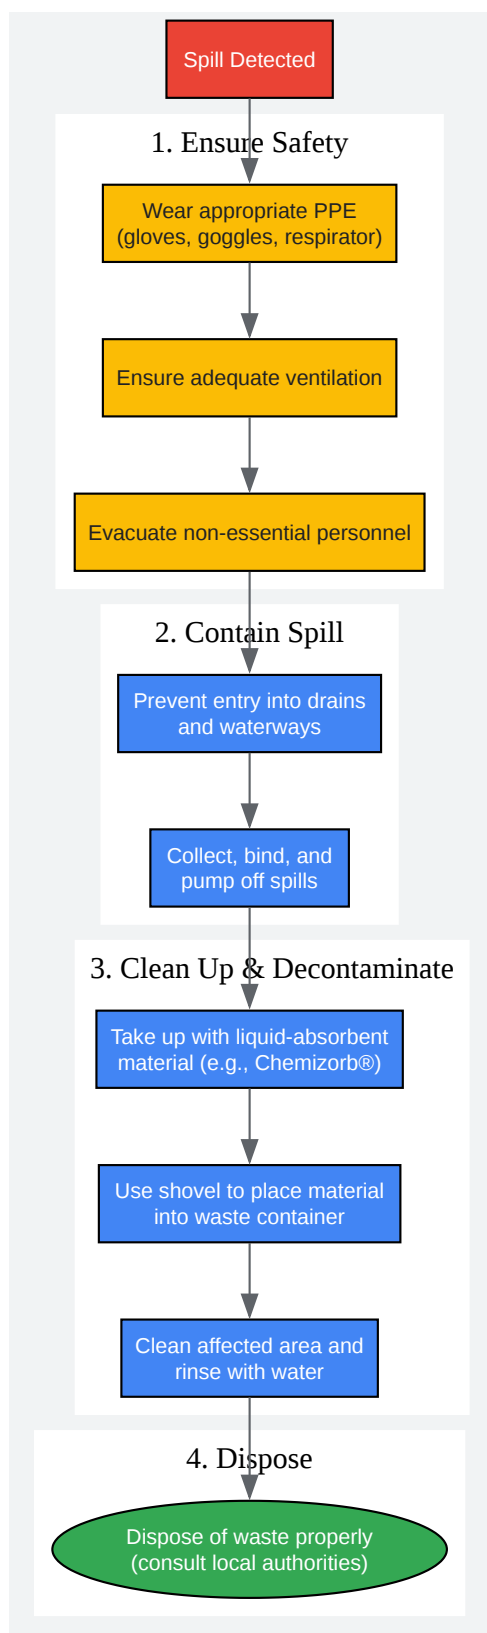 Spill Detected
1. Ensure Safety
Wear appropriate PPE
(gloves, goggles, respirator)
Ensure adequate ventilation
Evacuate non-essential personnel
2. Contain Spill
Prevent entry into drains
and waterways
Collect, bind, and
pump off spills
3. Clean Up & Decontaminate
Take up with liquid-absorbent
material (e.g., Chemizorb®)
Use shovel to place material
into waste container
Clean affected area and
rinse with water
4. Dispose
Dispose of waste properly
(consult local authorities)